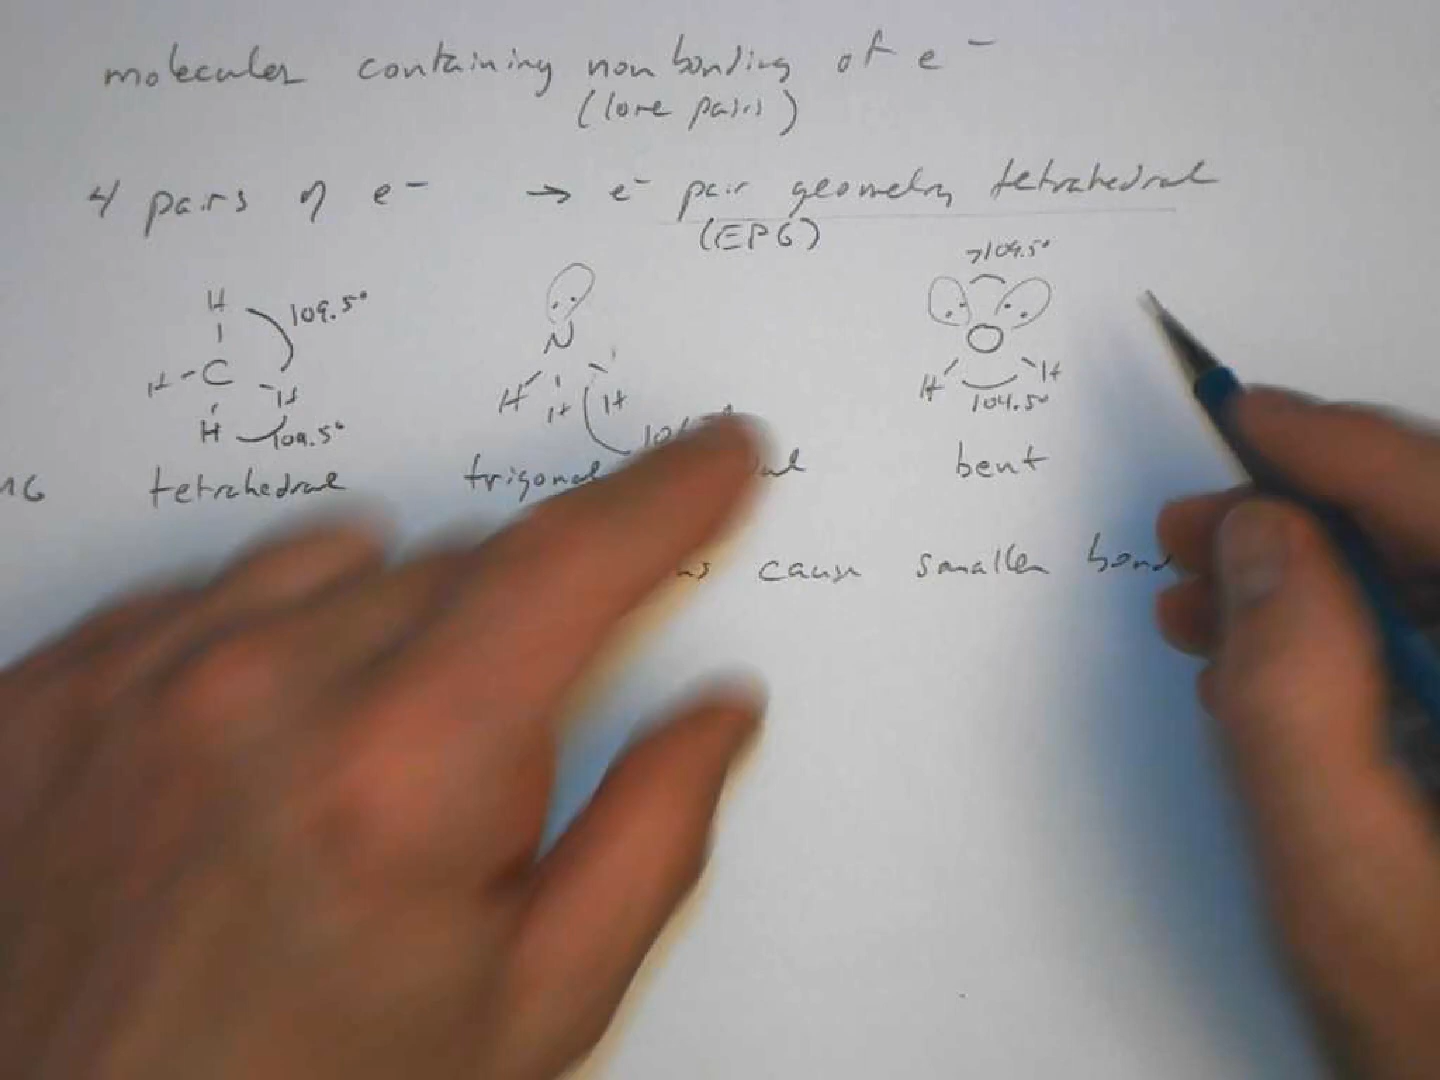 molecules containing nonbonding of e⁻
(lone pairs)
4 pairs of e⁻ → e⁻ pair geometry tetrahedral
(EPG)
>109.5°
H 109.5°
N
H - C H
O
H H H
H H
H 109.5°
104.5°
tetrahedral trigonal bent
cause smaller